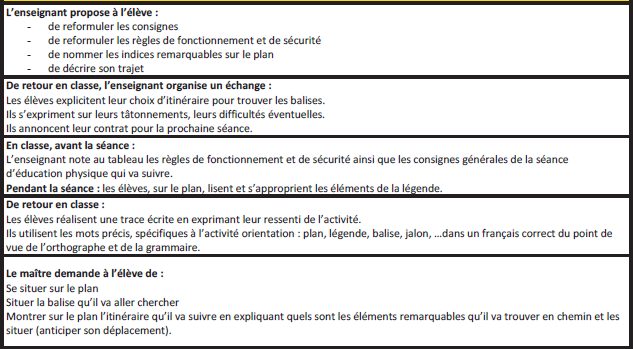 L'enseignant propose à l'élève :
- de reformuler les consignes
- de reformuler les règles de fonctionnement et de sécurité
- de nommer les indices remarquables sur le plan
- de décrire son trajet
De retour en classe, l'enseignant organise un échange :
Les élèves explicitent leur choix d'itinéraire pour trouver les balises.
Ils s'expriment sur leurs tâtonnements, leurs difficultés éventuelles.
Ils annoncent leur contrat pour la prochaine séance.
En classe, avant la séance :
L'enseignant note au tableau les règles de fonctionnement et de sécurité ainsi que les consignes générales de la séance
d'éducation physique qui va suivre.
Pendant la séance : les élèves, sur le plan, lisent et s'approprient les éléments de la légende.
De retour en classe :
Les élèves réalisent une trace écrite en exprimant leur ressenti de l'activité.
Ils utilisent les mots précis, spécifiques à l'activité orientation : plan, légende, balise, jalon, …dans un français correct du point de
vue de l'orthographe et de la grammaire.
Le maître demande à l'élève de :
Se situer sur le plan
Situer la balise qu'il va aller chercher
Montrer sur le plan l'itinéraire qu'il va suivre en expliquant quels sont les éléments remarquables qu'il va trouver en chemin et les
situer (anticiper son déplacement).